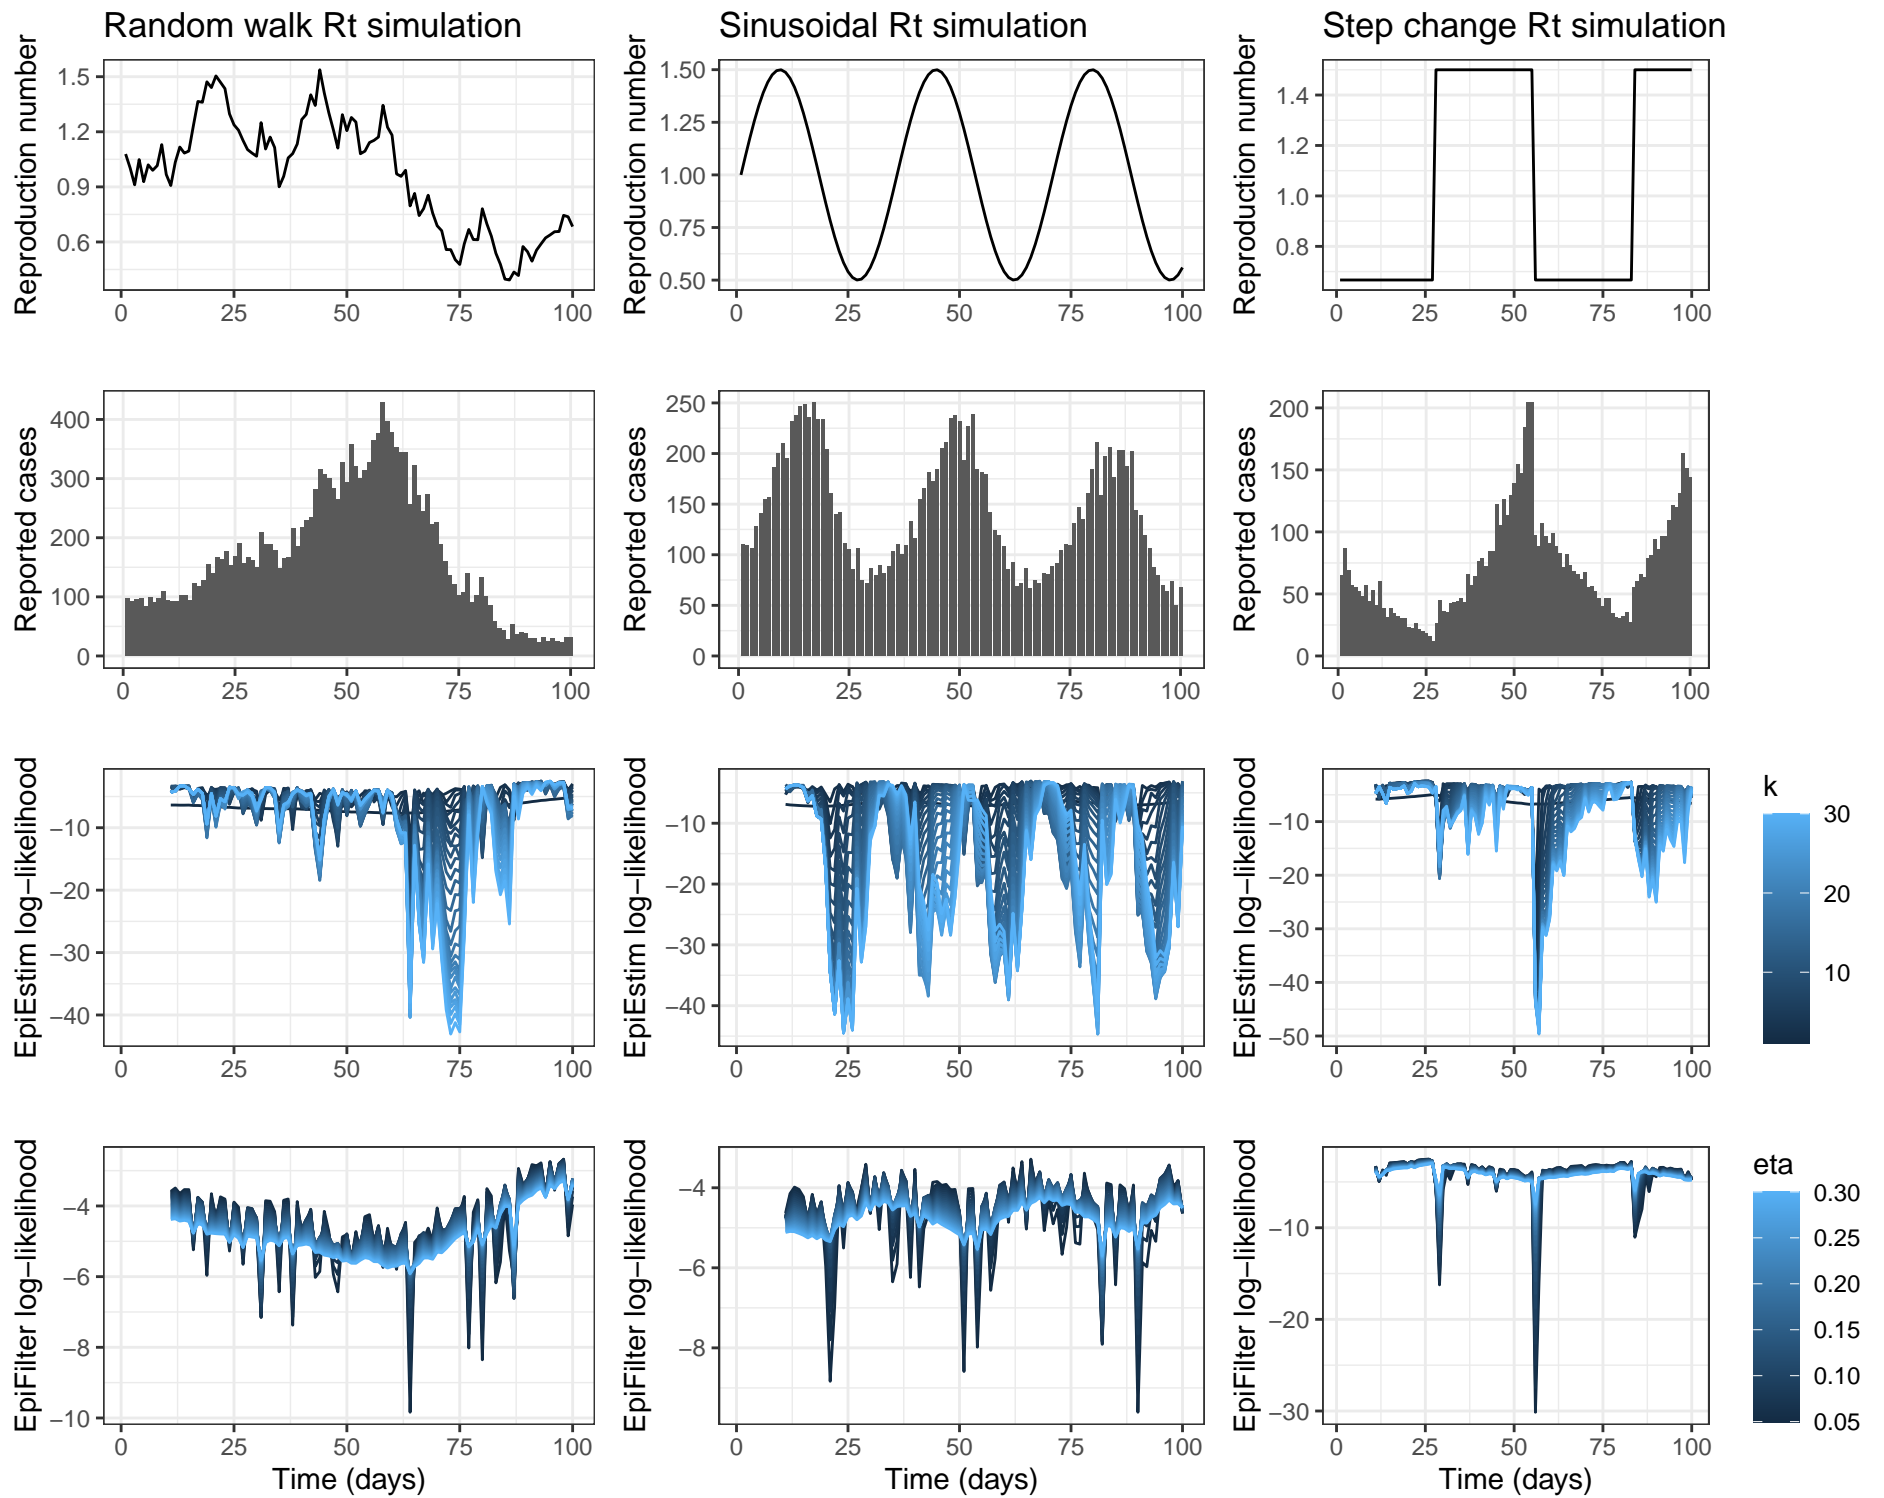 Random walk Rt simulation
Sinusoidal Rt simulation
Step change Rt simulation
Reproduction number
1.5
1.2
0.9
0.6
0 25 50 75 100
Reproduction number
1.50
1.25
1.00
0.75
0.50
0 25 50 75 100
Reproduction number
1.4
1.2
1.0
0.8
0 25 50 75 100
Reported cases
400
300
200
100
0
0 25 50 75 100
Reported cases
250
200
150
100
50
0
0 25 50 75 100
Reported cases
200
150
100
50
0
0 25 50 75 100
EpiEstim log−likelihood
−10
−20
−30
−40
0 25 50 75 100
EpiEstim log−likelihood
−10
−20
−30
−40
0 25 50 75 100
EpiEstim log−likelihood
−10
−20
−30
−40
−50
0 25 50 75 100
k
30
20
10
EpiFilter log−likelihood
−4
−6
−8
−10
0 25 50 75 100
Time (days)
EpiFilter log−likelihood
−4
−6
−8
0 25 50 75 100
Time (days)
EpiFilter log−likelihood
−10
−20
−30
0 25 50 75 100
Time (days)
eta
0.30
0.25
0.20
0.15
0.10
0.05